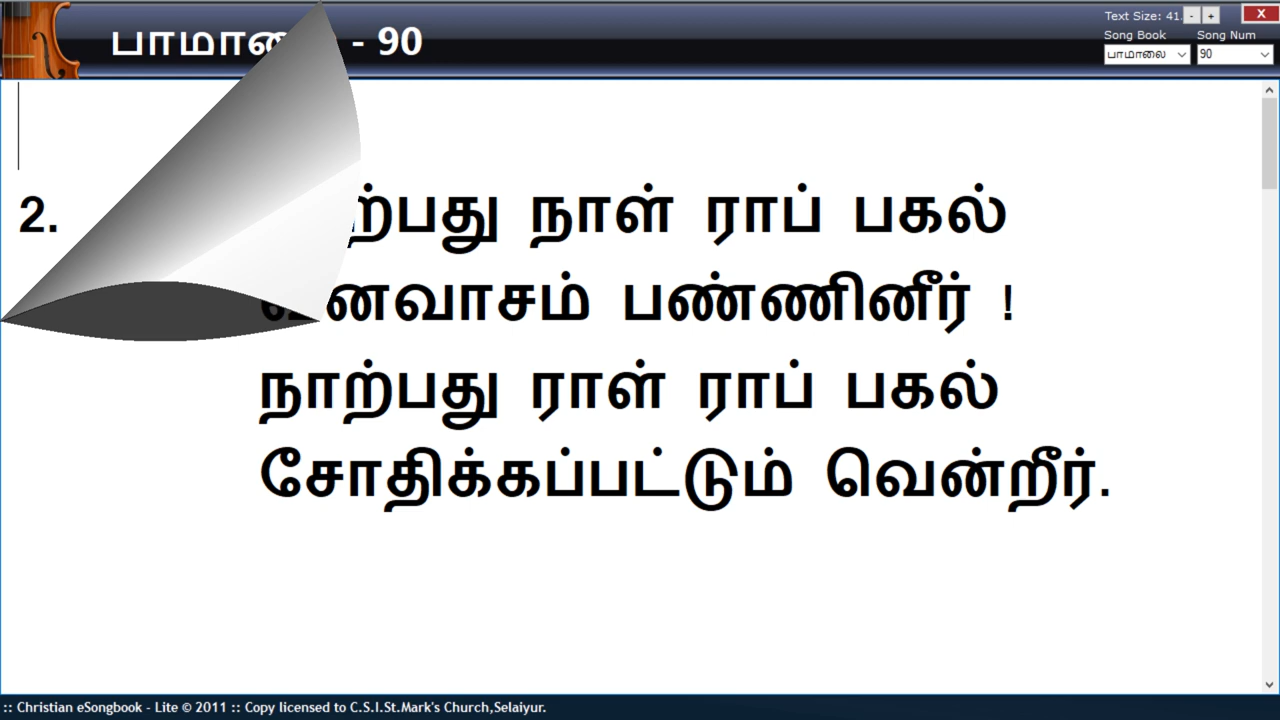 Text Size: 41. - + X
பாமாலை - 90
Song Book Song Num
பாமாலை 90
2. ற்பது நாள் ராப் பகல்
வனவாசம் பண்ணினீர் !
நாற்பது ராள் ராப் பகல்
சோதிக்கப்பட்டும் வென்றீர்.
:: Christian eSongbook - Lite © 2011 :: Copy licensed to C.S.I.St.Mark's Church,Selaiyur.